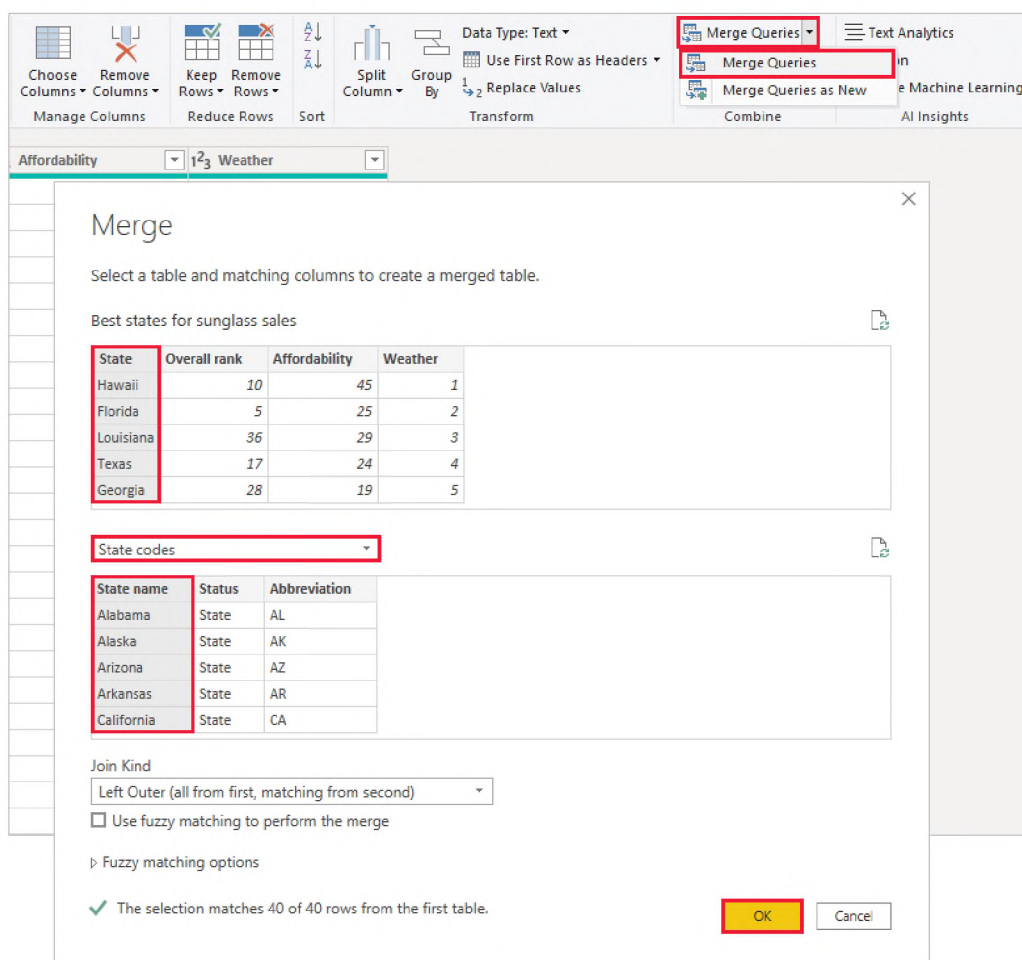 Choose Columns
Remove Columns
Manage Columns
Keep Rows
Remove Rows
Reduce Rows
A
Z
Z
A
Sort
Split Column
Group By
Data Type: Text
Use First Row as Headers
1 2 Replace Values
Transform
Merge Queries
Merge Queries
Merge Queries as New
Combine
Text Analytics
on
e Machine Learning
AI Insights
Affordability
123 Weather
Merge
Select a table and matching columns to create a merged table.
Best states for sunglass sales
State Overall rank Affordability Weather
Hawaii 10 45 1
Florida 5 25 2
Louisiana 36 29 3
Texas 17 24 4
Georgia 28 19 5
State codes
State name Status Abbreviation
Alabama State AL
Alaska State AK
Arizona State AZ
Arkansas State AR
California State CA
Join Kind
Left Outer (all from first, matching from second)
Use fuzzy matching to perform the merge
Fuzzy matching options
The selection matches 40 of 40 rows from the first table.
OK
Cancel